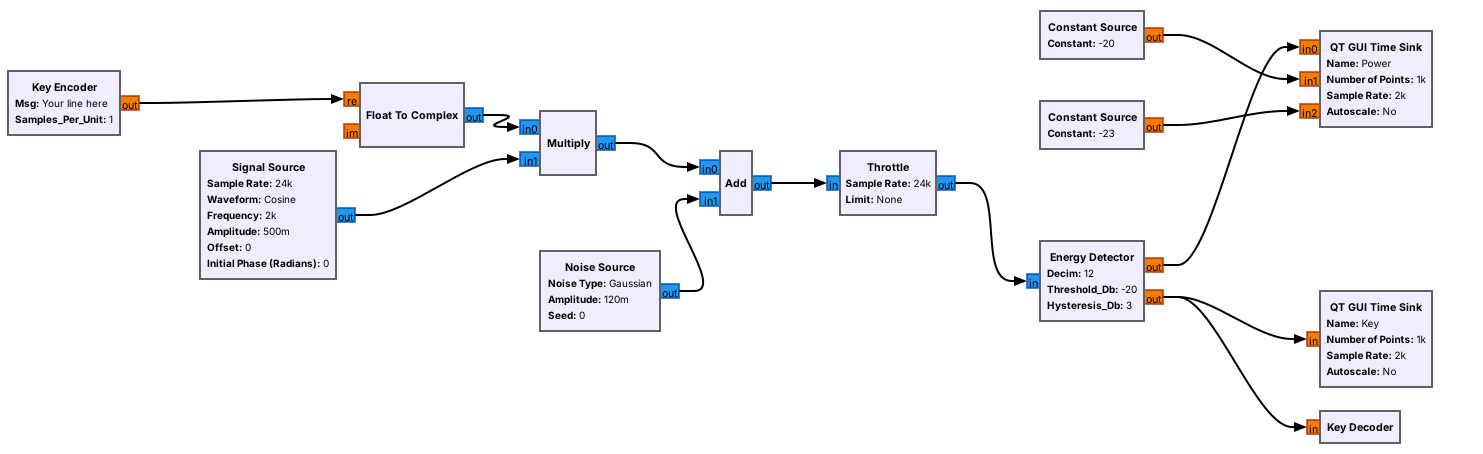 Key Encoder
Msg: Your line here
Samples_Per_Unit: 1
out
re
im
Float To Complex
out
Signal Source
Sample Rate: 24k
Waveform: Cosine
Frequency: 2k
Amplitude: 500m
Offset: 0
Initial Phase (Radians): 0
out
in0
in1
Multiply
out
Noise Source
Noise Type: Gaussian
Amplitude: 120m
Seed: 0
out
in0
in1
Add
out
in
Throttle
Sample Rate: 24k
Limit: None
out
in
Energy Detector
Decim: 12
Threshold_Db: -20
Hysteresis_Db: 3
out
out
Constant Source
Constant: -20
out
Constant Source
Constant: -23
out
in0
in1
in2
QT GUI Time Sink
Name: Power
Number of Points: 1k
Sample Rate: 2k
Autoscale: No
in
QT GUI Time Sink
Name: Key
Number of Points: 1k
Sample Rate: 2k
Autoscale: No
in
Key Decoder